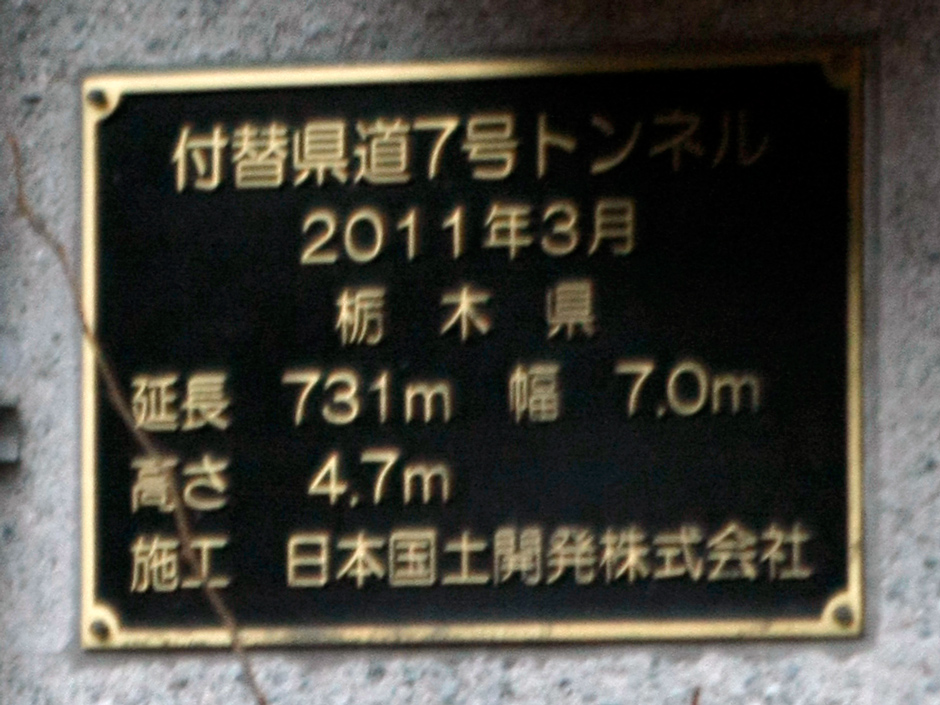 付替県道7号トンネル
2011年3月
栃木県
延長 731m 幅 7.0m
高さ 4.7m
施工 日本国土開発株式会社